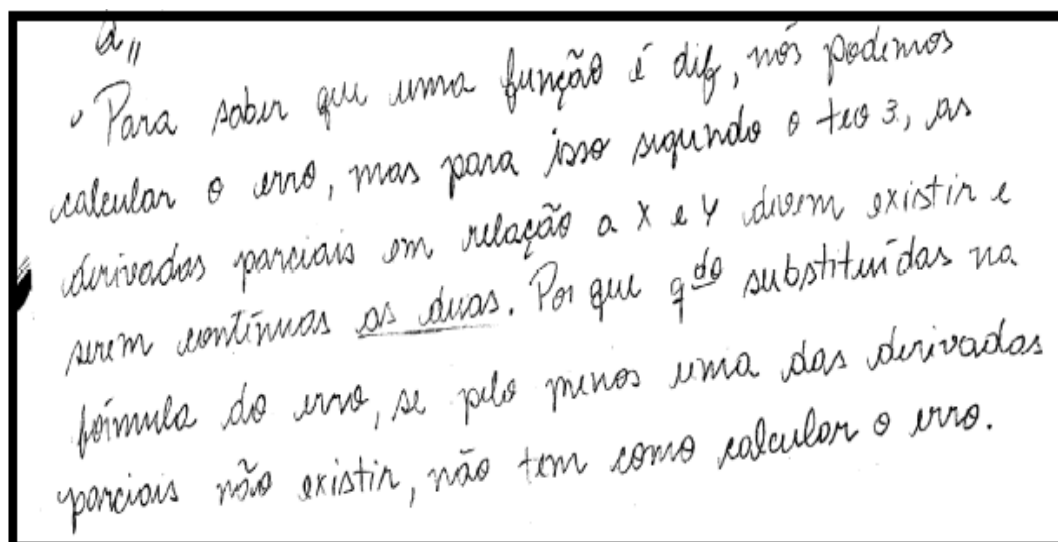 a,,
Para saber que uma função é dif, nós podemos
calcular o erro, mas para isso segundo o teo 3, as
derivadas parciais em relação a X e Y devem existir e
serem contínuas as duas. Por que qdo substituídas na
fórmula do erro, se pelo menos uma das derivadas
parciais não existir, não tem como calcular o erro.